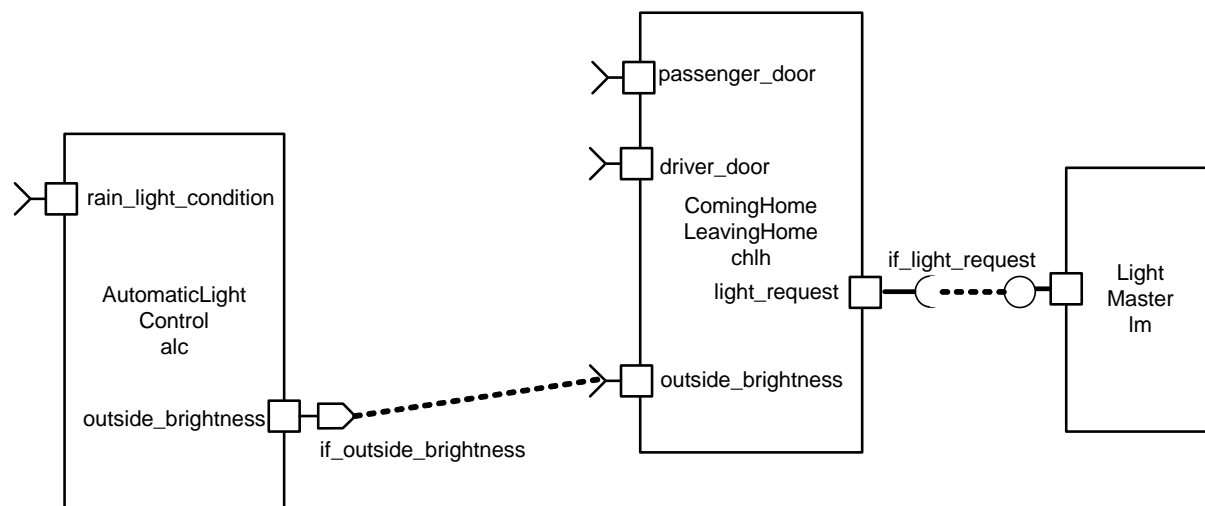 passenger_door
driver_door
rain_light_condition
ComingHome
LeavingHome
chlh
if_light_request
light_request
Light
Master
lm
AutomaticLight
Control
alc
outside_brightness
outside_brightness
if_outside_brightness